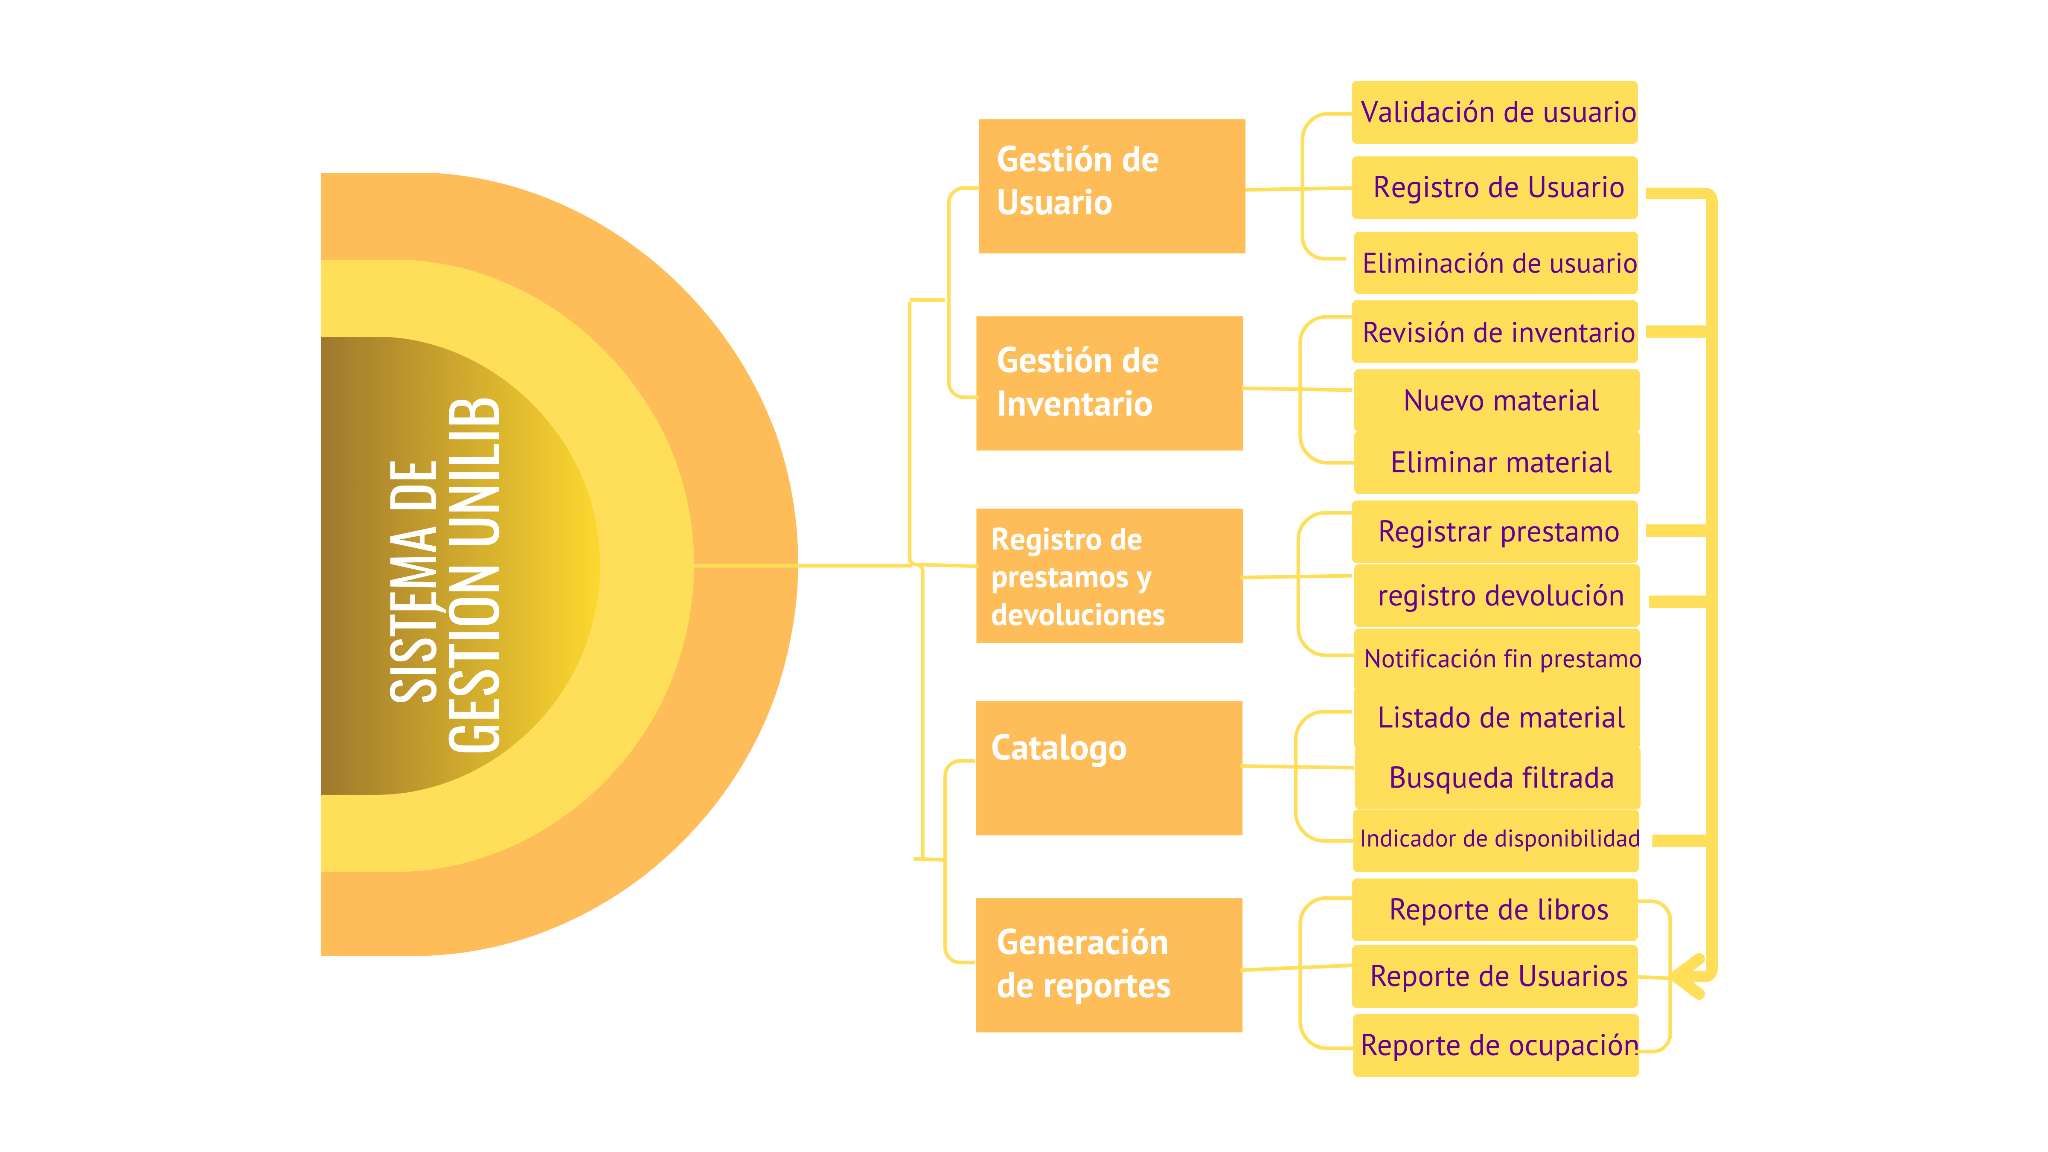 SISTEMA DE
GESTIÓN UNILIB
Gestión de
Usuario
Validación de usuario
Registro de Usuario
Eliminación de usuario
Gestión de
Inventario
Revisión de inventario
Nuevo material
Eliminar material
Registro de
prestamos y
devoluciones
Registrar prestamo
registro devolución
Notificación fin prestamo
Catalogo
Listado de material
Busqueda filtrada
Indicador de disponibilidad
Generación
de reportes
Reporte de libros
Reporte de Usuarios
Reporte de ocupación